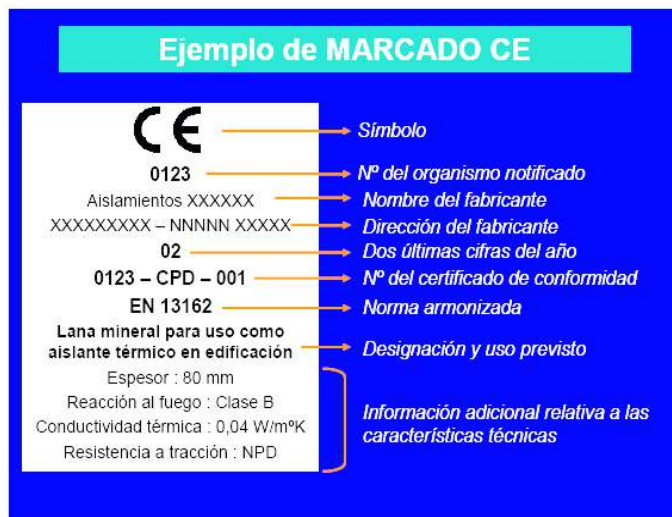 Ejemplo de MARCADO CE
CE
Símbolo
0123
Nº del organismo notificado
Aislamientos XXXXXX
Nombre del fabricante
XXXXXXXXX – NNNNN XXXXX
Dirección del fabricante
02
Dos últimas cifras del año
0123 – CPD – 001
Nº del certificado de conformidad
EN 13162
Norma armonizada
Lana mineral para uso como
aislante térmico en edificación
Designación y uso previsto
Espesor : 80 mm
Reacción al fuego : Clase B
Conductividad térmica : 0,04 W/mºK
Resistencia a tracción : NPD
Información adicional relativa a las
características técnicas